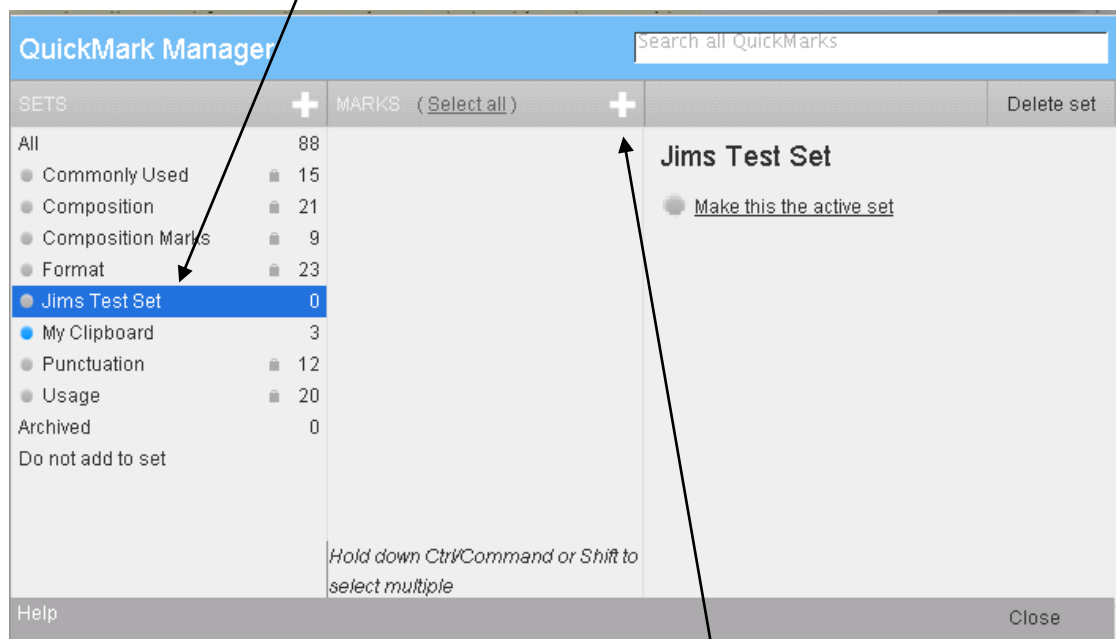 QuickMark Manager
Search all QuickMarks
SETS
MARKS ( Select all )
Delete set
All 88
Commonly Used 15
Composition 21
Composition Marks 9
Format 23
Jims Test Set 0
My Clipboard 3
Punctuation 12
Usage 20
Archived 0
Do not add to set
Hold down Ctrl/Command or Shift to
select multiple
Jims Test Set
Make this the active set
Help
Close